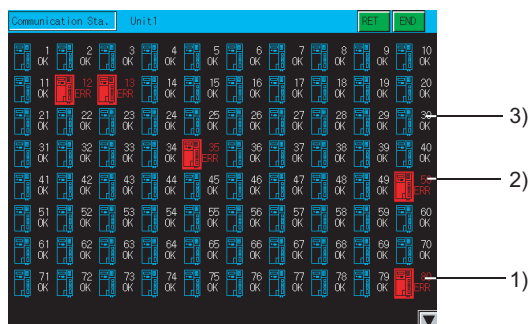 Communication Sta. Unit1 RET END
1 2 3 4 5 6 7 8 9 10
OK OK OK OK OK OK OK OK OK OK
11 12 13 14 15 16 17 18 19 20
OK ERR ERR OK OK OK OK OK OK OK
21 22 23 24 25 26 27 28 29 30 3)
OK OK OK OK OK OK OK OK OK OK
31 32 33 34 35 36 37 38 39 40
OK OK OK OK ERR OK OK OK OK OK
41 42 43 44 45 46 47 48 49 50 2)
OK OK OK OK OK OK OK OK OK ERR
51 52 53 54 55 56 57 58 59 60
OK OK OK OK OK OK OK OK OK OK
61 62 63 64 65 66 67 68 69 70
OK OK OK OK OK OK OK OK OK OK
71 72 73 74 75 76 77 78 79 80 1)
OK OK OK OK OK OK OK OK OK ERR